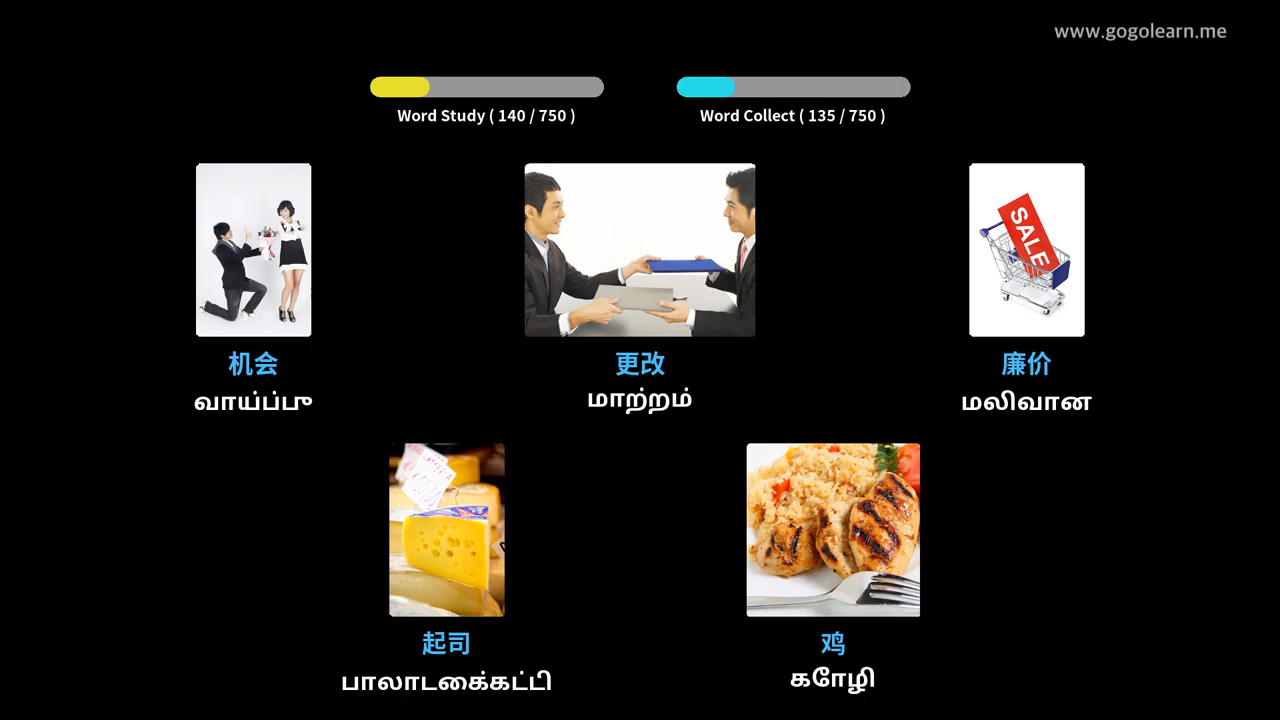 www.gogolearn.me
Word Study ( 140 / 750 )
Word Collect ( 135 / 750 )
SALE
机会
更改
廉价
வாய்ப்பு
மாற்றம்
மலிவான
起司
鸡
பாலாடைக்கட்டி
கோழி